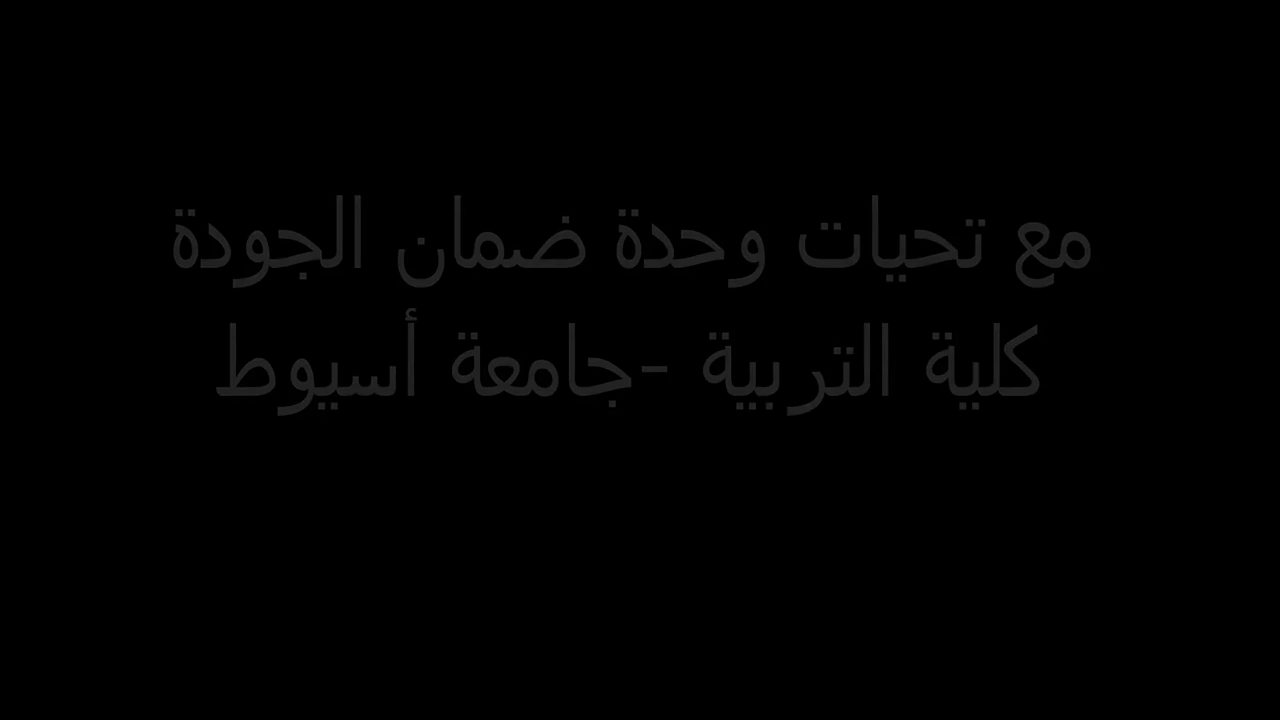 مع تحيات وحدة ضمان الجودة
كلية التربية -جامعة أسيوط